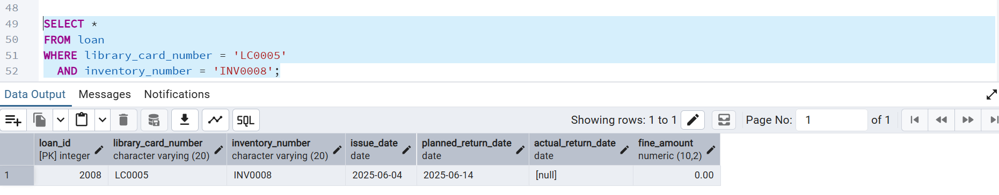 48
49 SELECT *
50 FROM loan
51 WHERE library_card_number = 'LC0005'
52 AND inventory_number = 'INV0008';
Data Output Messages Notifications
SQL Showing rows: 1 to 1 Page No: 1 of 1
loan_id library_card_number inventory_number issue_date planned_return_date actual_return_date fine_amount
[PK] integer character varying (20) character varying (20) date date date numeric (10,2)
1 2008 LC0005 INV0008 2025-06-04 2025-06-14 [null] 0.00